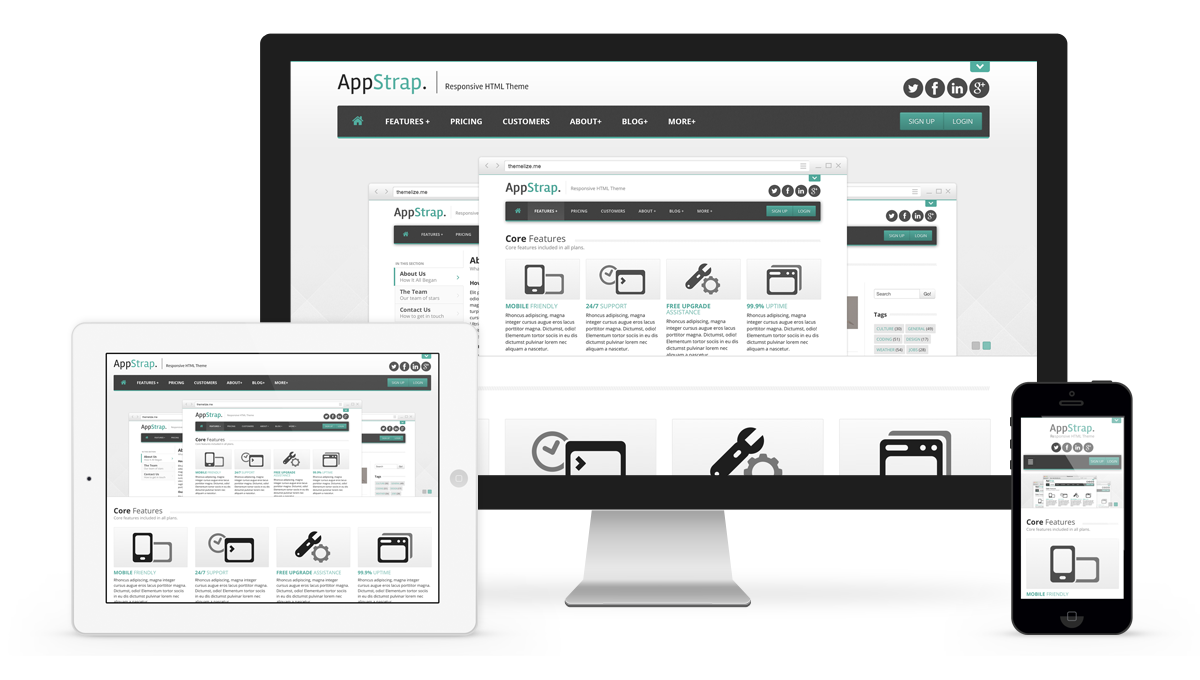 AppStrap. Responsive HTML Theme
FEATURES + PRICING CUSTOMERS ABOUT+ BLOG+ MORE+ SIGN UP LOGIN
themelize.me
AppStrap. Responsive HTML Theme
FEATURES + PRICING CUSTOMERS ABOUT + BLOG + MORE + SIGN UP LOGIN
Core Features
Core features included in all plans.
MOBILE FRIENDLY
Rhoncus adipiscing, magna
integer cursus augue eros lacus
porttitor magna. Dictumst, odio!
Elementum tortor sociis in eu dis
dictumst pulvinar lorem nec
aliquam a nascetur.
24/7 SUPPORT
Rhoncus adipiscing, magna
integer cursus augue eros lacus
porttitor magna. Dictumst, odio!
Elementum tortor sociis in eu dis
dictumst pulvinar lorem nec
aliquam a nascetur.
FREE UPGRADE
ASSISTANCE
Rhoncus adipiscing, magna
integer cursus augue eros lacus
porttitor magna. Dictumst, odio!
Elementum tortor sociis in eu dis
dictumst pulvinar lorem nec
99.9% UPTIME
Rhoncus adipiscing, magna
integer cursus augue eros lacus
porttitor magna. Dictumst, odio!
Elementum tortor sociis in eu dis
dictumst pulvinar lorem nec
aliquam a nascetur.
themelize.me
AppStrap. Responsive
FEATURES + PRICING
IN THIS SECTION
About Us
How It All Began
The Team
Our team of stars
Contact Us
How to get in touch
SIGN UP LOGIN
Search Go!
Tags
CULTURE (30) GENERAL (49)
CODING (51) DESIGN (17)
WEATHER (34) JOBS (28)
AppStrap. Responsive HTML Theme
FEATURES + PRICING CUSTOMERS ABOUT+ BLOG+ MORE+ SIGN UP LOGIN
AppStrap.
Core Features
AppStrap.
About Us
The Team
Contact Us
Tags
Core Features
Core features included in all plans.
MOBILE FRIENDLY
Rhoncus adipiscing, magna integer
cursus augue eros lacus porttitor magna.
Dictumst, odio! Elementum tortor sociis
in eu dis dictumst pulvinar lorem nec
aliquam a nascetur.
24/7 SUPPORT
Rhoncus adipiscing, magna integer
cursus augue eros lacus porttitor magna.
Dictumst, odio! Elementum tortor sociis
in eu dis dictumst pulvinar lorem nec
aliquam a nascetur.
FREE UPGRADE ASSISTANCE
Rhoncus adipiscing, magna integer
cursus augue eros lacus porttitor magna.
Dictumst, odio! Elementum tortor sociis
in eu dis dictumst pulvinar lorem nec
aliquam a nascetur.
99.9% UPTIME
Rhoncus adipiscing, magna integer
cursus augue eros lacus porttitor magna.
Dictumst, odio! Elementum tortor sociis
in eu dis dictumst pulvinar lorem nec
aliquam a nascetur.
AppStrap.
Responsive HTML Theme
SIGN UP LOGIN
Core Features
Core features included in all plans.
MOBILE FRIENDLY